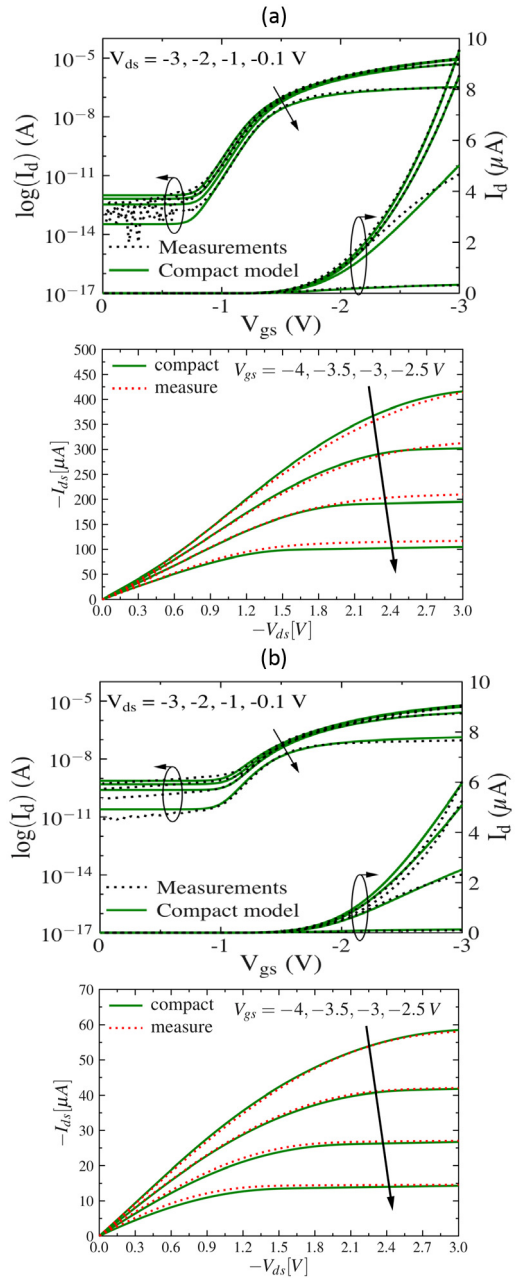 (a)
V_ds = -3, -2, -1, -0.1 V
log(I_d) (A)
10^-5
10^-8
10^-11
10^-14
10^-17
I_d (μA)
10
8
6
4
2
0
Measurements
Compact model
0 -1 -2 -3
V_gs (V)
compact
measure
V_gs = −4, −3.5, −3, −2.5 V
−I_ds[μA]
500
450
400
350
300
250
200
150
100
50
0
0.0 0.3 0.6 0.9 1.2 1.5 1.8 2.1 2.4 2.7 3.0
−V_ds[V]
(b)
V_ds = -3, -2, -1, -0.1 V
log(I_d) (A)
10^-5
10^-8
10^-11
10^-14
10^-17
I_d (μA)
10
8
6
4
2
0
Measurements
Compact model
0 -1 -2 -3
V_gs (V)
compact
measure
V_gs = −4, −3.5, −3, −2.5 V
−I_ds[μA]
70
60
50
40
30
20
10
0
0.0 0.3 0.6 0.9 1.2 1.5 1.8 2.1 2.4 2.7 3.0
−V_ds[V]